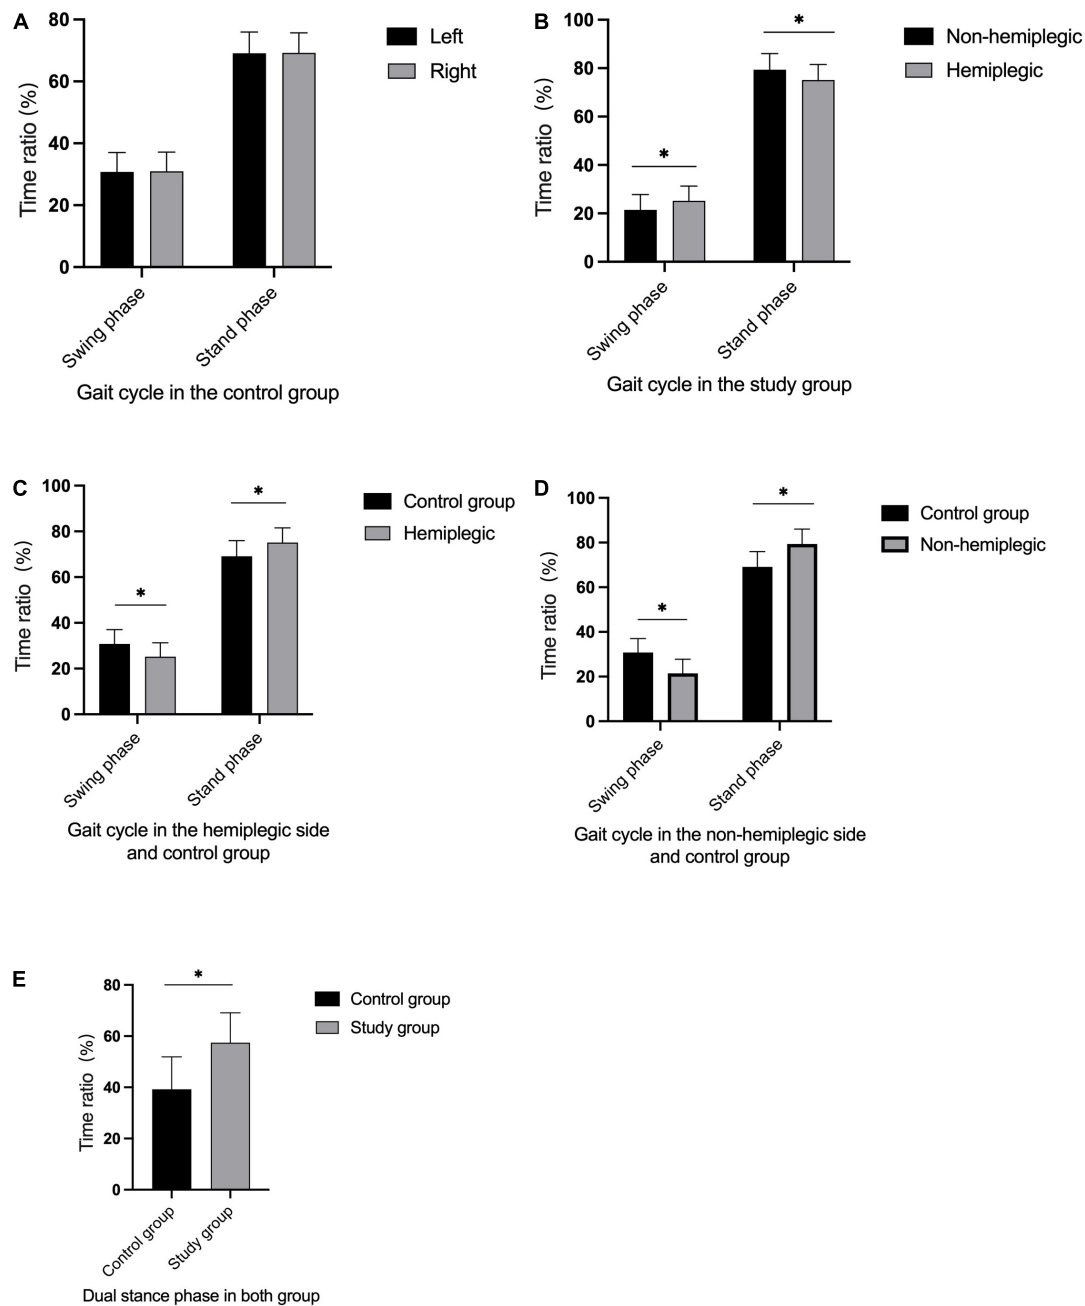 A
80
60
40
20
0
Time ratio (%)
Swing phase
Stand phase
Gait cycle in the control group
Left
Right
B
100
80
60
40
20
0
Time ratio (%)
*
*
Swing phase
Stand phase
Gait cycle in the study group
Non-hemiplegic
Hemiplegic
C
100
80
60
40
20
0
Time ratio (%)
*
*
Swing phase
Stand phase
Gait cycle in the hemiplegic side
and control group
Control group
Hemiplegic
D
100
80
60
40
20
0
Time ratio (%)
*
*
Swing phase
Stand phase
Gait cycle in the non-hemiplegic side
and control group
Control group
Non-hemiplegic
E
80
60
40
20
0
Time ratio (%)
*
Control group
Study group
Dual stance phase in both group
Control group
Study group